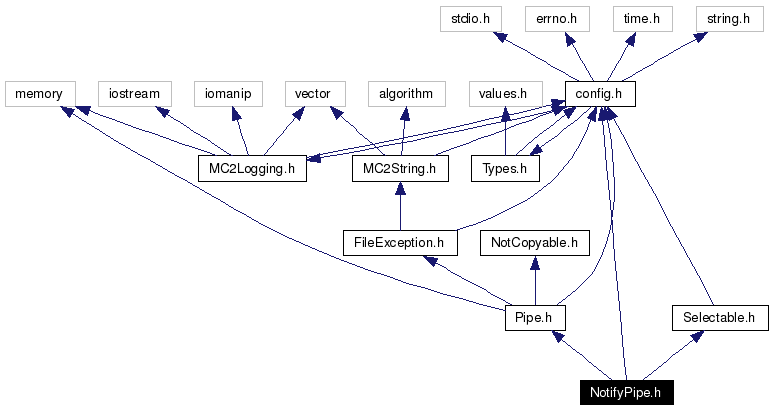 stdio.h
errno.h
time.h
string.h
memory
iostream
iomanip
vector
algorithm
values.h
config.h
MC2Logging.h
MC2String.h
Types.h
FileException.h
NotCopyable.h
Pipe.h
Selectable.h
NotifyPipe.h